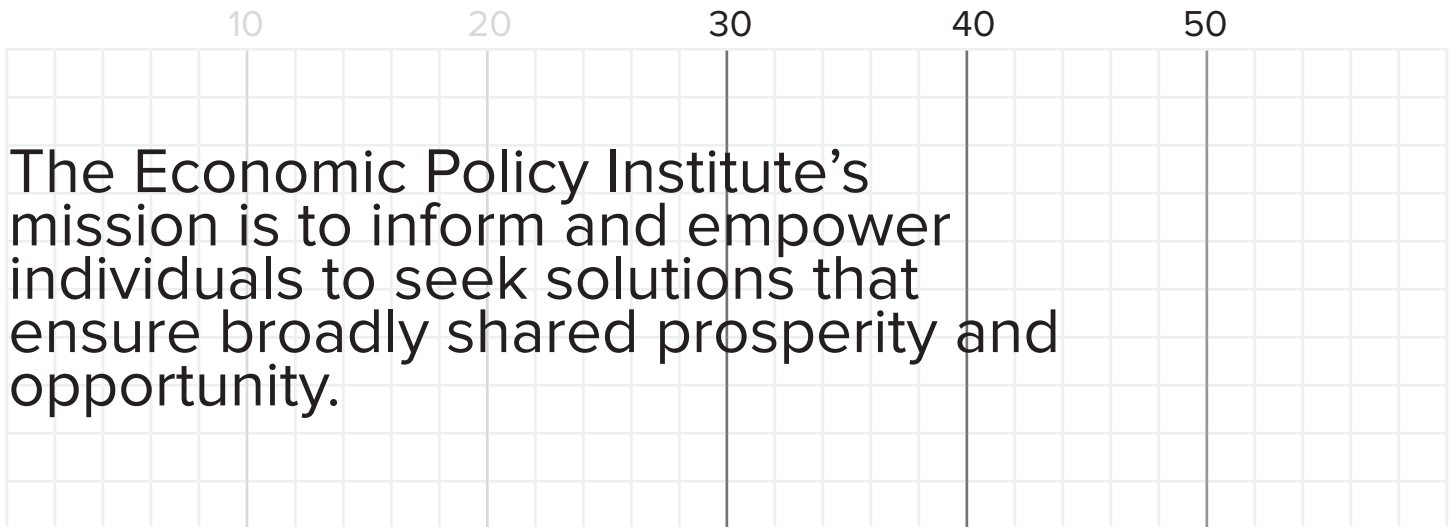 10 20 30 40 50
The Economic Policy Institute’s
mission is to inform and empower
individuals to seek solutions that
ensure broadly shared prosperity and
opportunity.